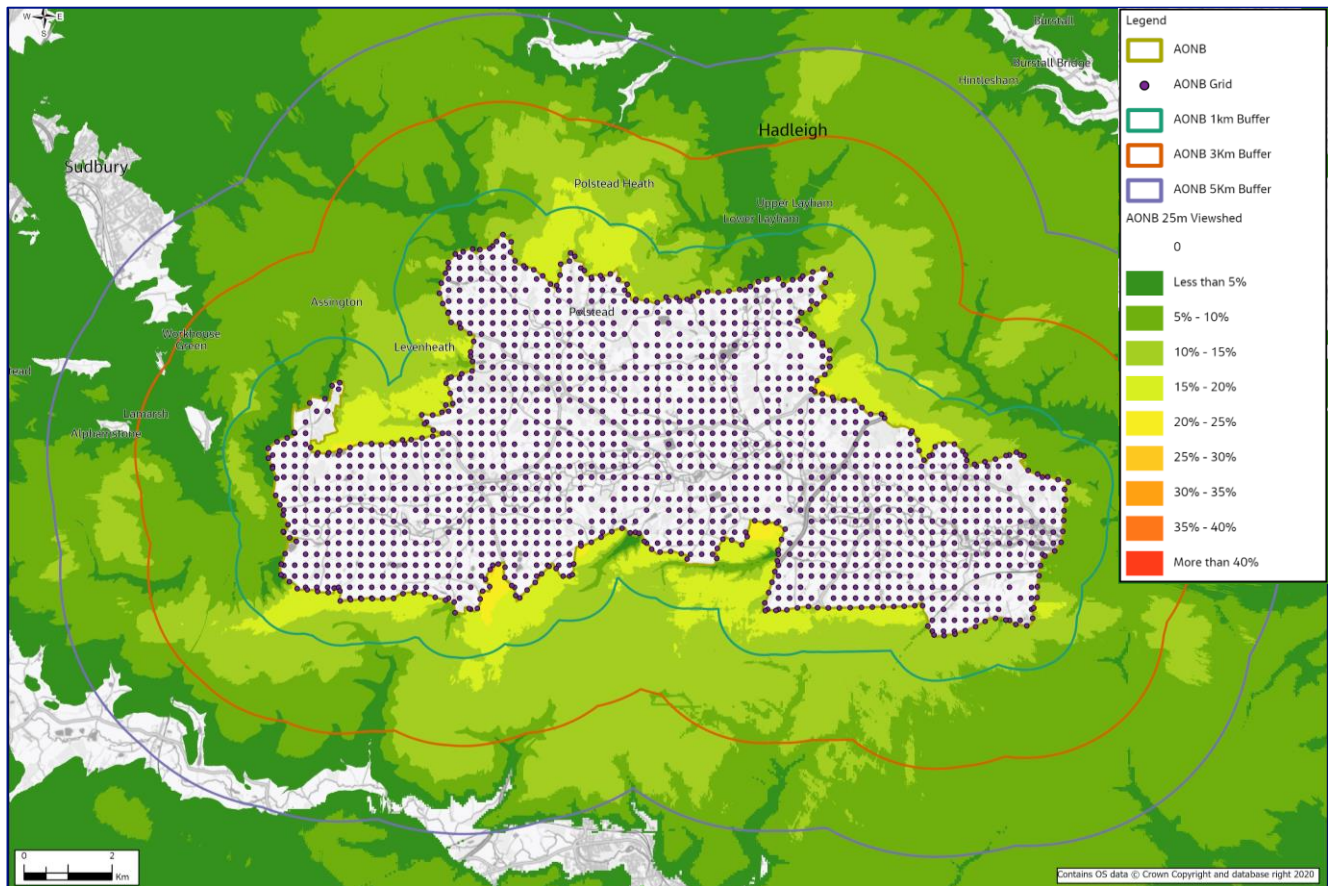 W E
S
Burstall
Burstall Bridge
Hintlesham
Hadleigh
Sudbury
Polstead Heath
Upper Layham
Lower Layham
Assington
Polstead
Workhouse
Green
Levenheath
Lamarsh
Alphamstone
Legend
AONB
AONB Grid
AONB 1km Buffer
AONB 3Km Buffer
AONB 5Km Buffer
AONB 25m Viewshed
0
Less than 5%
5% - 10%
10% - 15%
15% - 20%
20% - 25%
25% - 30%
30% - 35%
35% - 40%
More than 40%
0 2
Km
Contains OS data © Crown Copyright and database right 2020